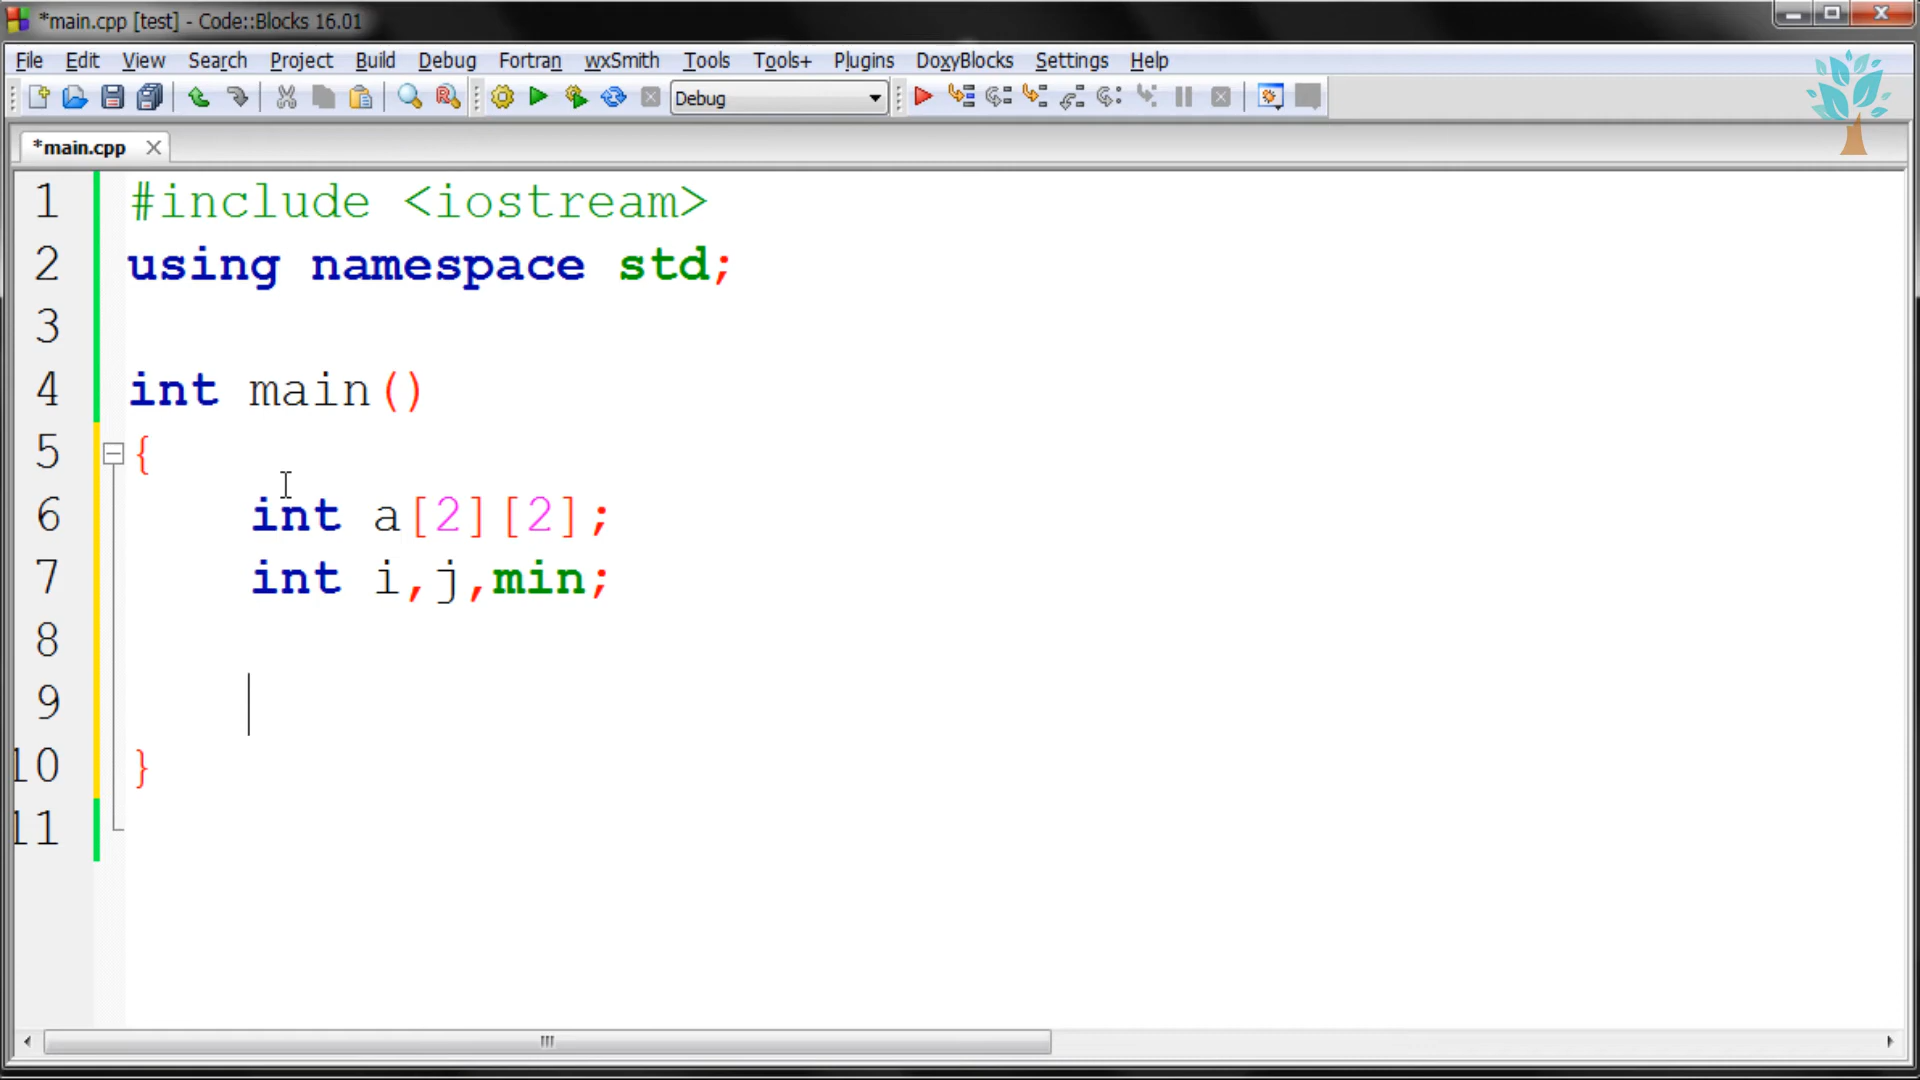 *main.cpp [test] - Code::Blocks 16.01
File Edit View Search Project Build Debug Fortran wxSmith Tools Tools+ Plugins DoxyBlocks Settings Help
Debug
*main.cpp
1 #include <iostream>
2 using namespace std;
3
4 int main()
5 {
6 int a[2][2];
7 int i,j,min;
8
9
10 }
11